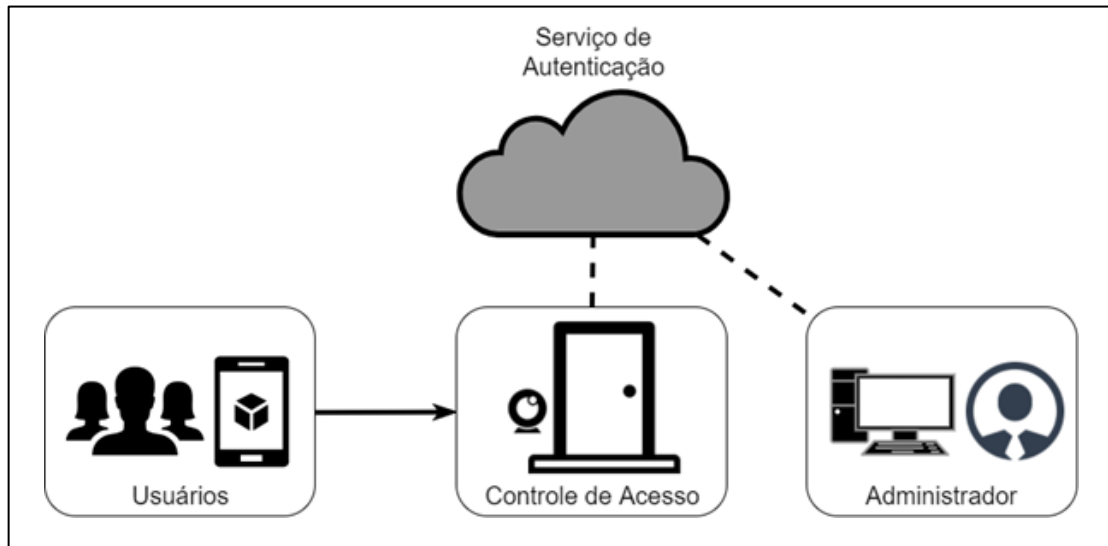 Serviço de
Autenticação
Usuários
Controle de Acesso
Administrador